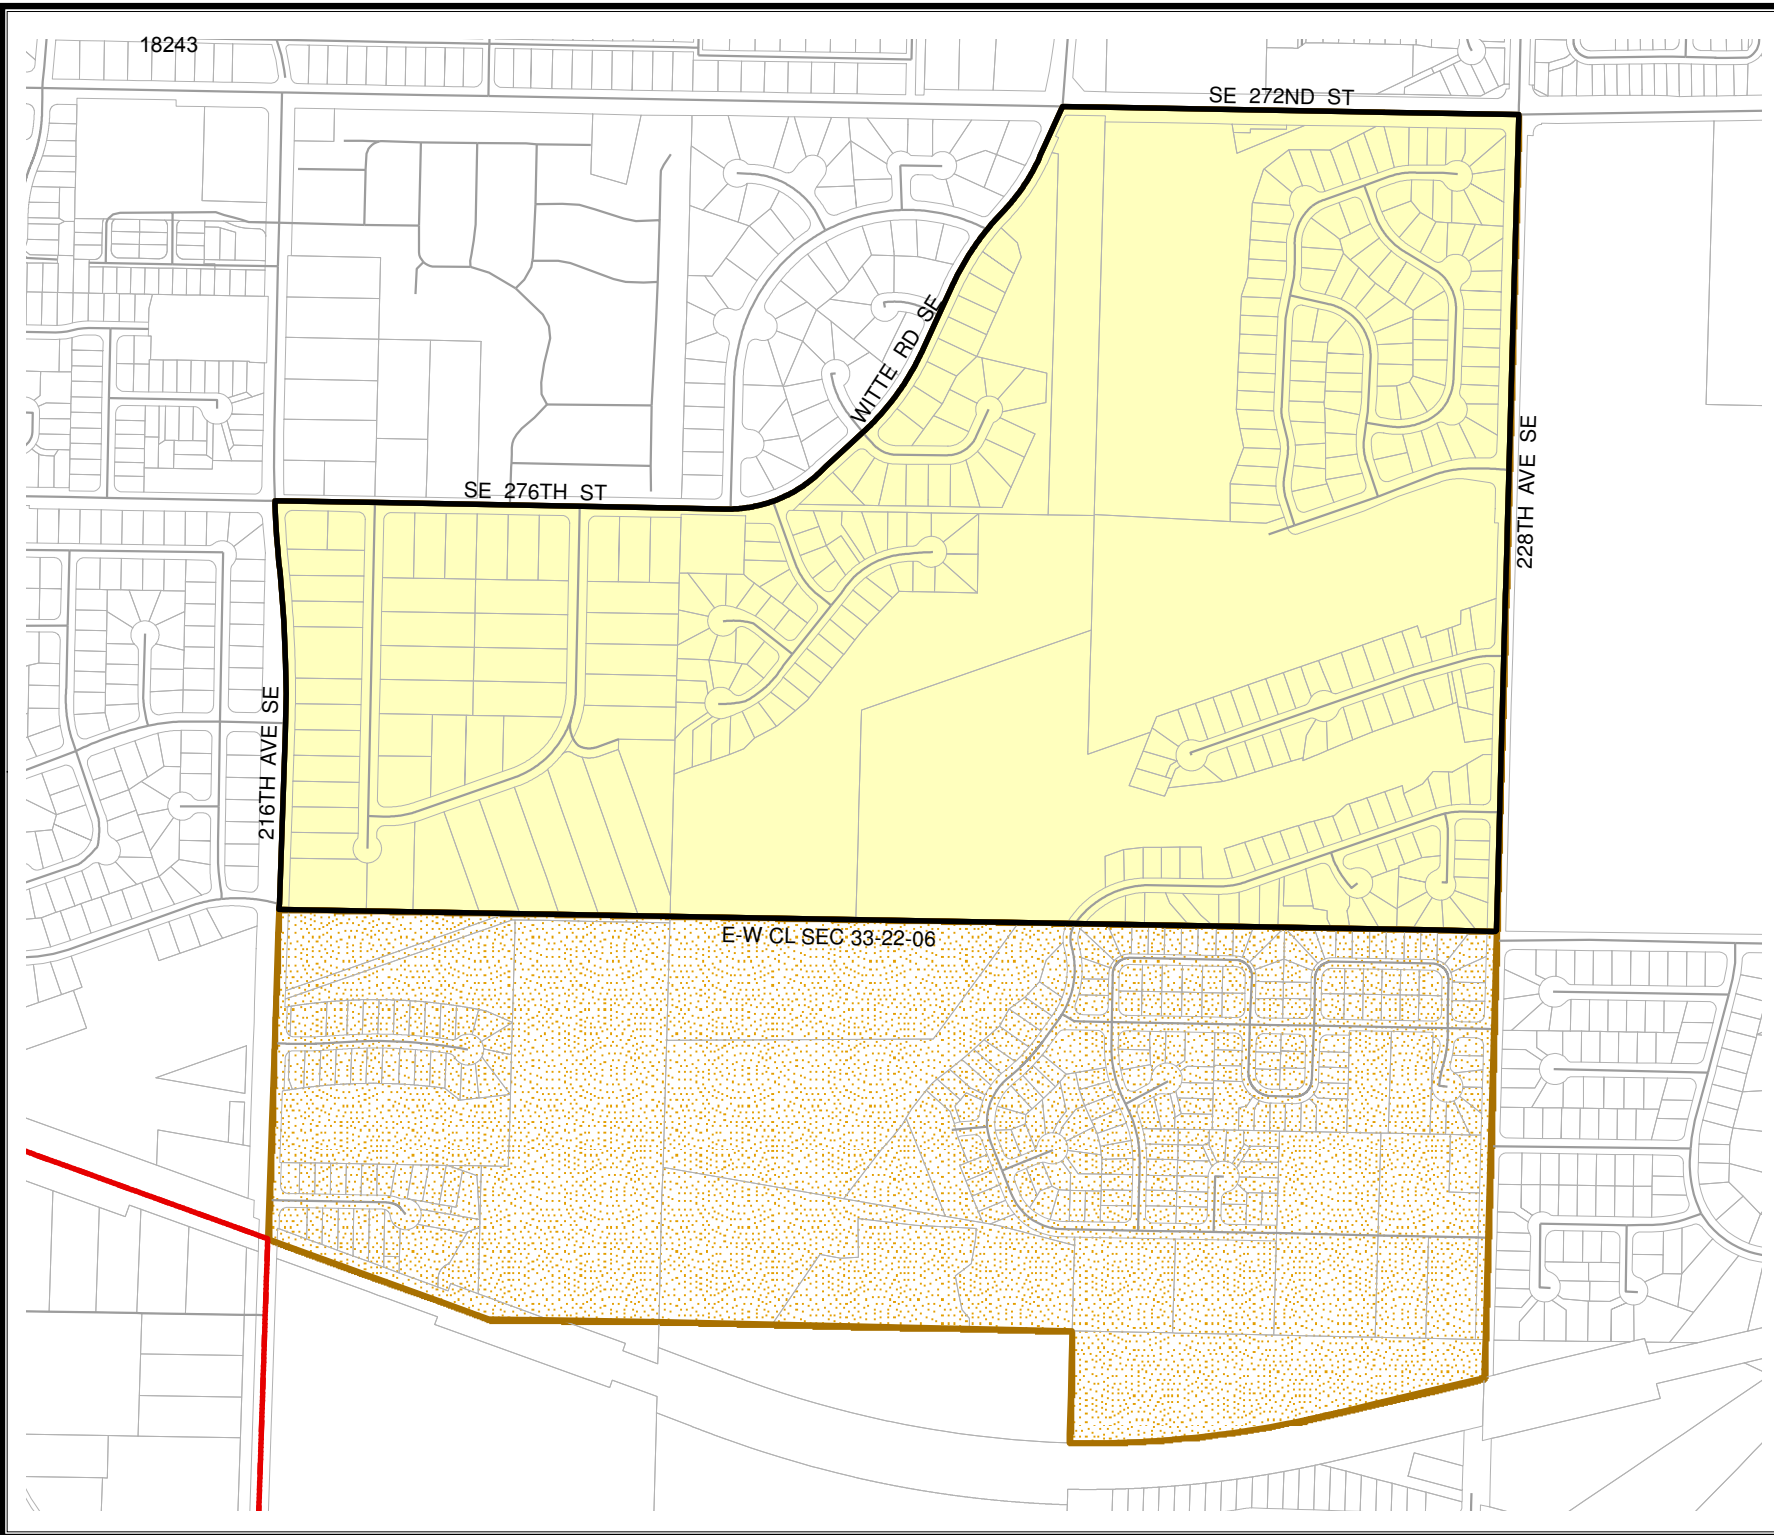 18243
SE 272ND ST
WITTE RD SE
SE 276TH ST
228TH AVE SE
216TH AVE SE
E-W CL SEC 33-22-06